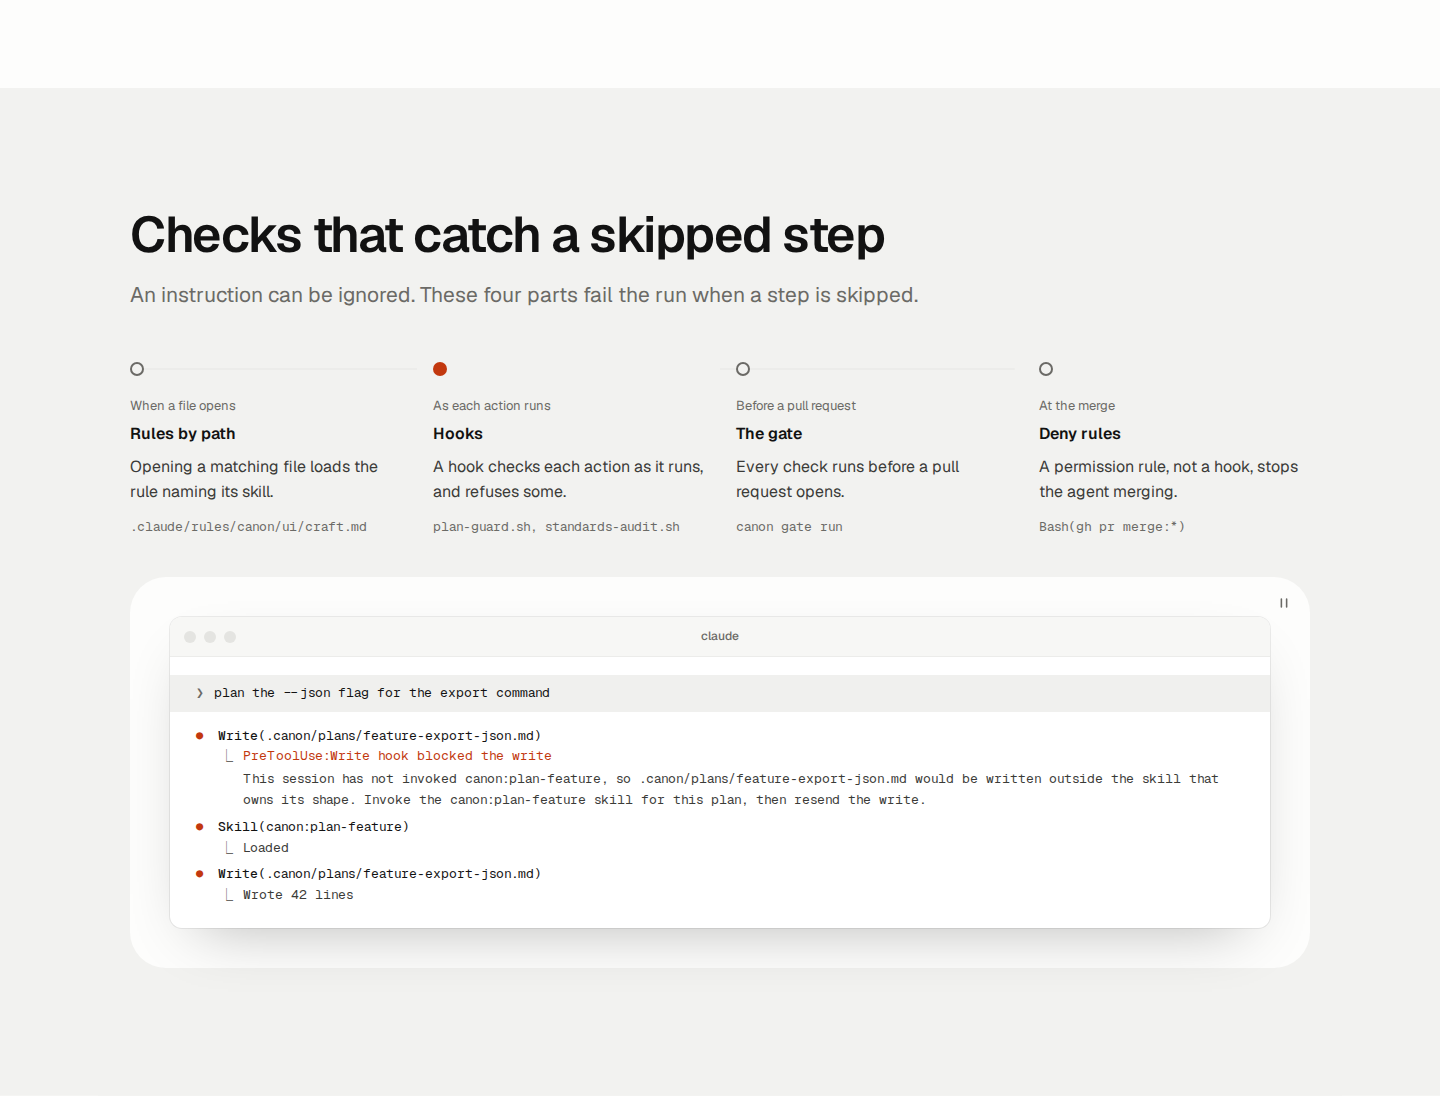 Checks that catch a skipped step
An instruction can be ignored. These four parts fail the run when a step is skipped.
When a file opens
Rules by path
Opening a matching file loads the
rule naming its skill.
.claude/rules/canon/ui/craft.md
As each action runs
Hooks
A hook checks each action as it runs,
and refuses some.
plan-guard.sh, standards-audit.sh
Before a pull request
The gate
Every check runs before a pull
request opens.
canon gate run
At the merge
Deny rules
A permission rule, not a hook, stops
the agent merging.
Bash(gh pr merge:*)
claude
❯ plan the --json flag for the export command
● Write(.canon/plans/feature-export-json.md)
⎿ PreToolUse:Write hook blocked the write
This session has not invoked canon:plan-feature, so .canon/plans/feature-export-json.md would be written outside the skill that
owns its shape. Invoke the canon:plan-feature skill for this plan, then resend the write.
● Skill(canon:plan-feature)
⎿ Loaded
● Write(.canon/plans/feature-export-json.md)
⎿ Wrote 42 lines